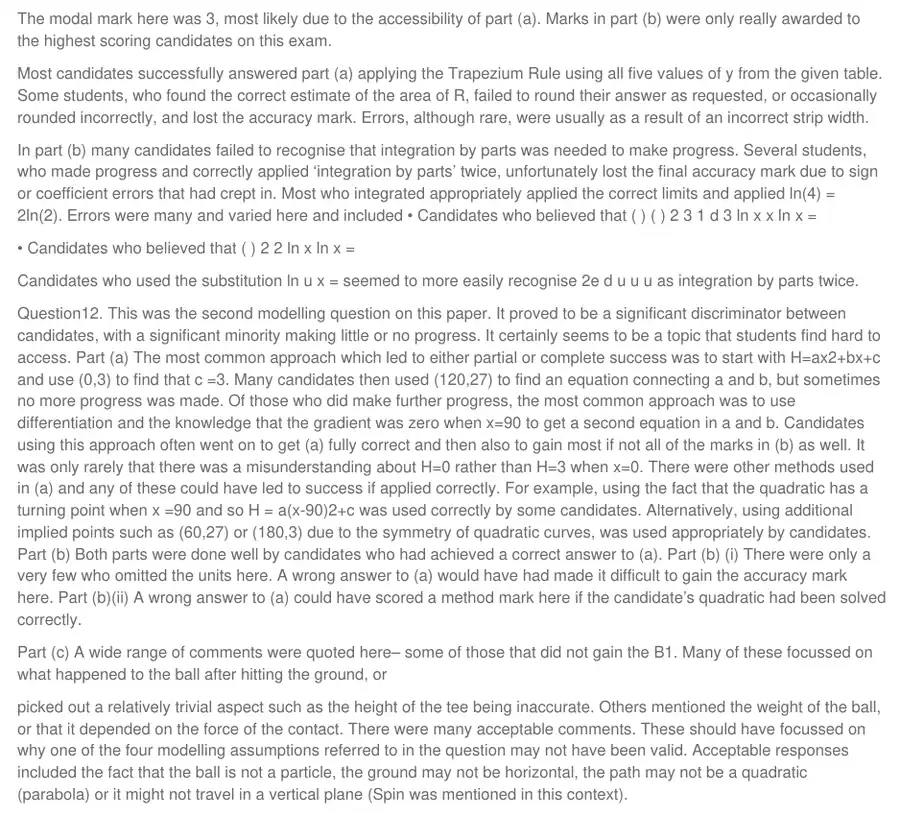 The modal mark here was 3, most likely due to the accessibility of part (a). Marks in part (b) were only really awarded to
the highest scoring candidates on this exam.
Most candidates successfully answered part (a) applying the Trapezium Rule using all five values of y from the given table.
Some students, who found the correct estimate of the area of R, failed to round their answer as requested, or occasionally
rounded incorrectly, and lost the accuracy mark. Errors, although rare, were usually as a result of an incorrect strip width.
In part (b) many candidates failed to recognise that integration by parts was needed to make progress. Several students,
who made progress and correctly applied ‘integration by parts’ twice, unfortunately lost the final accuracy mark due to sign
or coefficient errors that had crept in. Most who integrated appropriately applied the correct limits and applied ln(4) =
2ln(2). Errors were many and varied here and included • Candidates who believed that ( ) ( ) 2 3 1 d 3 ln x x ln x =
• Candidates who believed that ( ) 2 2 ln x ln x =
Candidates who used the substitution ln u x = seemed to more easily recognise 2e d u u u as integration by parts twice.
Question12. This was the second modelling question on this paper. It proved to be a significant discriminator between
candidates, with a significant minority making little or no progress. It certainly seems to be a topic that students find hard to
access. Part (a) The most common approach which led to either partial or complete success was to start with H=ax2+bx+c
and use (0,3) to find that c =3. Many candidates then used (120,27) to find an equation connecting a and b, but sometimes
no more progress was made. Of those who did make further progress, the most common approach was to use
differentiation and the knowledge that the gradient was zero when x=90 to get a second equation in a and b. Candidates
using this approach often went on to get (a) fully correct and then also to gain most if not all of the marks in (b) as well. It
was only rarely that there was a misunderstanding about H=0 rather than H=3 when x=0. There were other methods used
in (a) and any of these could have led to success if applied correctly. For example, using the fact that the quadratic has a
turning point when x =90 and so H = a(x-90)2+c was used correctly by some candidates. Alternatively, using additional
implied points such as (60,27) or (180,3) due to the symmetry of quadratic curves, was used appropriately by candidates.
Part (b) Both parts were done well by candidates who had achieved a correct answer to (a). Part (b) (i) There were only a
very few who omitted the units here. A wrong answer to (a) would have had made it difficult to gain the accuracy mark
here. Part (b)(ii) A wrong answer to (a) could have scored a method mark here if the candidate’s quadratic had been solved
correctly.
Part (c) A wide range of comments were quoted here– some of those that did not gain the B1. Many of these focussed on
what happened to the ball after hitting the ground, or
picked out a relatively trivial aspect such as the height of the tee being inaccurate. Others mentioned the weight of the ball,
or that it depended on the force of the contact. There were many acceptable comments. These should have focussed on
why one of the four modelling assumptions referred to in the question may not have been valid. Acceptable responses
included the fact that the ball is not a particle, the ground may not be horizontal, the path may not be a quadratic
(parabola) or it might not travel in a vertical plane (Spin was mentioned in this context).